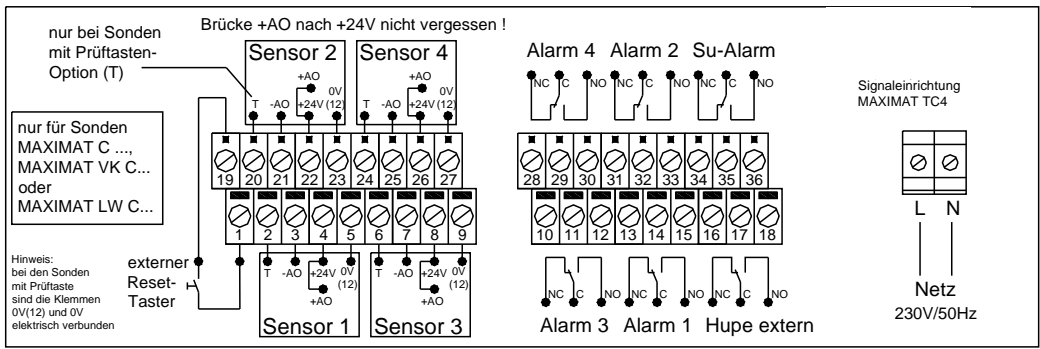 nur bei Sonden
mit Prüftasten-
Option (T)
Brücke +AO nach +24V nicht vergessen !
Sensor 2
Sensor 4
+AO
+AO
T
-AO
+24V
0V
(12)
T
-AO
+24V
0V
(12)
nur für Sonden
MAXIMAT C ...,
MAXIMAT VK C...
oder
MAXIMAT LW C...
19 20 21 22 23 24 25 26 27
1 2 3 4 5 6 7 8 9
Hinweis:
bei den Sonden
mit Prüftaste
sind die Klemmen
0V(12) und 0V
elektrisch verbunden
externer
Reset-
Taster
T
-AO
+24V
0V
(12)
T
-AO
+24V
0V
(12)
+AO
+AO
Sensor 1
Sensor 3
Alarm 4
Alarm 2
Su-Alarm
NC C NO
NC C NO
NC C NO
28 29 30 31 32 33 34 35 36
10 11 12 13 14 15 16 17 18
NC C NO
NC C NO
NC C NO
Alarm 3
Alarm 1
Hupe extern
Signaleinrichtung
MAXIMAT TC4
L N
Netz
230V/50Hz